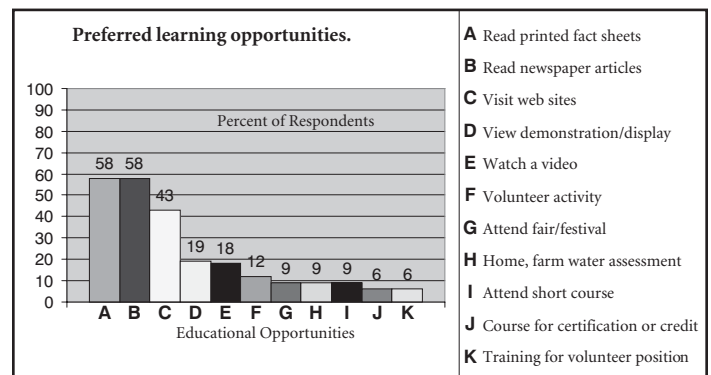 Preferred learning opportunities.
100
90
80
70
60
50
40
30
20
10
0
Percent of Respondents
58
58
43
19
18
12
9
9
9
6
6
A B C D E F G H I J K
Educational Opportunities
A Read printed fact sheets
B Read newspaper articles
C Visit web sites
D View demonstration/display
E Watch a video
F Volunteer activity
G Attend fair/festival
H Home, farm water assessment
I Attend short course
J Course for certification or credit
K Training for volunteer position